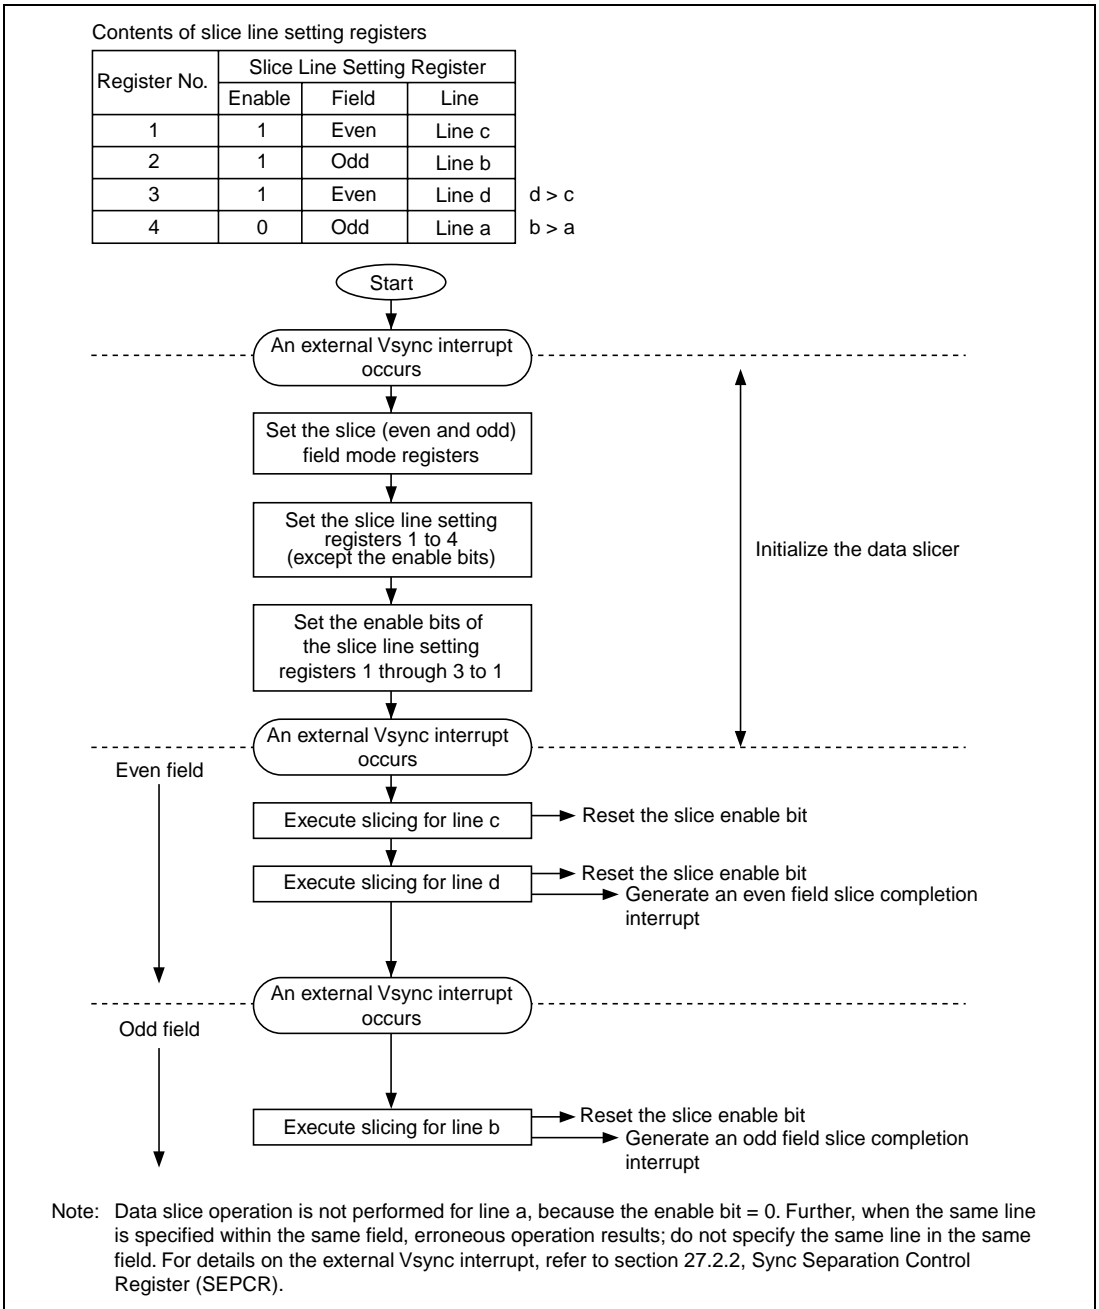 Contents of slice line setting registers
Register No.
Slice Line Setting Register
Enable Field Line
1 1 Even Line c
2 1 Odd Line b
3 1 Even Line d d > c
4 0 Odd Line a b > a
Start
An external Vsync interrupt
occurs
Set the slice (even and odd)
field mode registers
Set the slice line setting
registers 1 to 4
(except the enable bits)
Initialize the data slicer
Set the enable bits of
the slice line setting
registers 1 through 3 to 1
An external Vsync interrupt
occurs
Even field
Execute slicing for line c
Reset the slice enable bit
Execute slicing for line d
Reset the slice enable bit
Generate an even field slice completion
interrupt
An external Vsync interrupt
occurs
Odd field
Execute slicing for line b
Reset the slice enable bit
Generate an odd field slice completion
interrupt
Note: Data slice operation is not performed for line a, because the enable bit = 0. Further, when the same line
is specified within the same field, erroneous operation results; do not specify the same line in the same
field. For details on the external Vsync interrupt, refer to section 27.2.2, Sync Separation Control
Register (SEPCR).